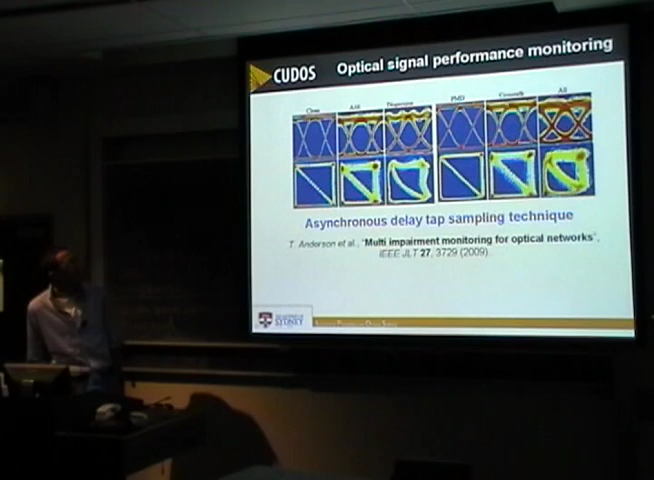 CUDOS Optical signal performance monitoring
Clean ASE Dispersion PMD Crosstalk All
Asynchronous delay tap sampling technique
T. Anderson et al., "Multi impairment monitoring for optical networks",
IEEE JLT 27, 3729 (2009).
SYDNEY